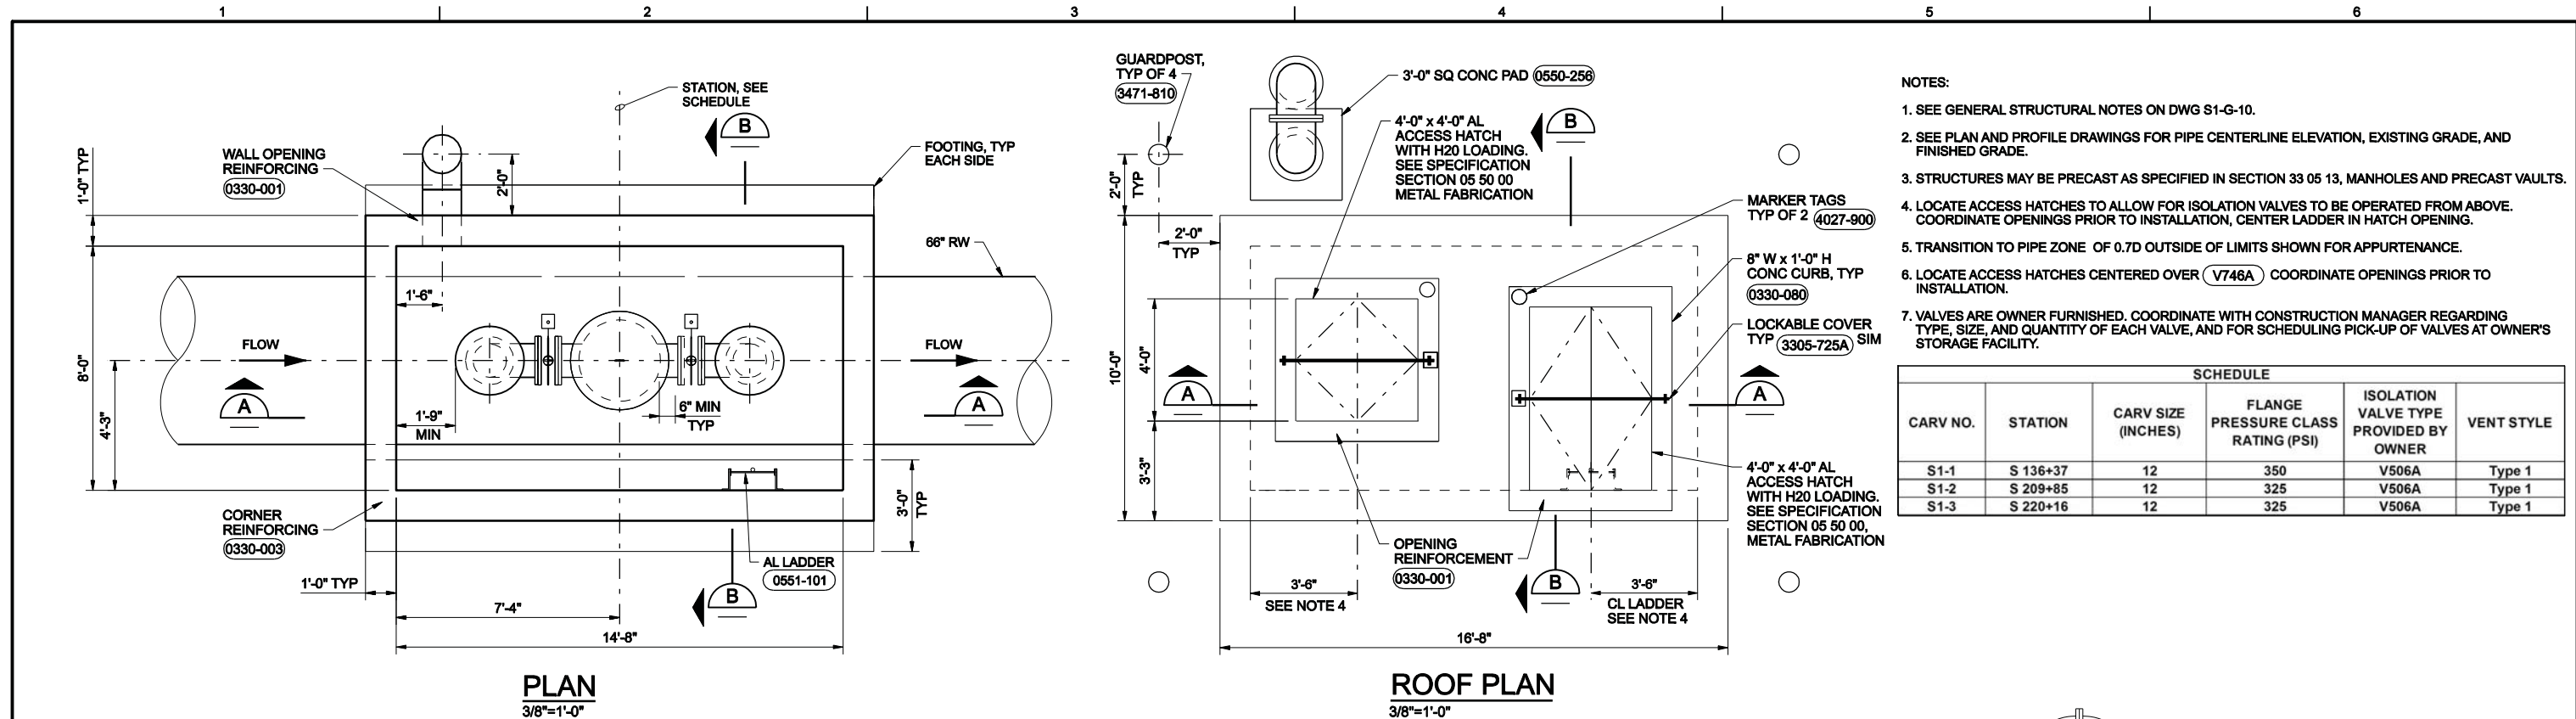 1
2
3
4
5
6
STATION, SEE
SCHEDULE
B
FOOTING, TYP
EACH SIDE
WALL OPENING
REINFORCING
0330-001
1'-0" TYP
2'-0"
66" RW
1'-6"
FLOW
FLOW
8'-0"
4'-3"
A
A
1'-9"
MIN
6" MIN
TYP
3'-0"
TYP
CORNER
REINFORCING
0330-003
AL LADDER
0551-101
1'-0" TYP
B
7'-4"
14'-8"
PLAN
3/8"=1'-0"
GUARDPOST,
TYP OF 4
3471-810
3'-0" SQ CONC PAD 0550-256
4'-0" x 4'-0" AL
ACCESS HATCH
WITH H20 LOADING.
SEE SPECIFICATION
SECTION 05 50 00
METAL FABRICATION
B
2'-0"
TYP
2'-0"
TYP
MARKER TAGS
TYP OF 2 4027-900
8" W x 1'-0" H
CONC CURB, TYP
0330-080
LOCKABLE COVER
TYP 3305-725A SIM
10'-0"
4'-0"
3'-3"
A
A
4'-0" x 4'-0" AL
ACCESS HATCH
WITH H20 LOADING.
SEE SPECIFICATION
SECTION 05 50 00,
METAL FABRICATION
OPENING
REINFORCEMENT
0330-001
B
3'-6"
SEE NOTE 4
3'-6"
CL LADDER
SEE NOTE 4
16'-8"
ROOF PLAN
3/8"=1'-0"
NOTES:
1. SEE GENERAL STRUCTURAL NOTES ON DWG S1-G-10.
2. SEE PLAN AND PROFILE DRAWINGS FOR PIPE CENTERLINE ELEVATION, EXISTING GRADE, AND
FINISHED GRADE.
3. STRUCTURES MAY BE PRECAST AS SPECIFIED IN SECTION 33 05 13, MANHOLES AND PRECAST VAULTS.
4. LOCATE ACCESS HATCHES TO ALLOW FOR ISOLATION VALVES TO BE OPERATED FROM ABOVE.
COORDINATE OPENINGS PRIOR TO INSTALLATION, CENTER LADDER IN HATCH OPENING.
5. TRANSITION TO PIPE ZONE OF 0.7D OUTSIDE OF LIMITS SHOWN FOR APPURTENANCE.
6. LOCATE ACCESS HATCHES CENTERED OVER V746A COORDINATE OPENINGS PRIOR TO
INSTALLATION.
7. VALVES ARE OWNER FURNISHED. COORDINATE WITH CONSTRUCTION MANAGER REGARDING
TYPE, SIZE, AND QUANTITY OF EACH VALVE, AND FOR SCHEDULING PICK-UP OF VALVES AT OWNER'S
STORAGE FACILITY.
SCHEDULE
CARV NO. STATION CARV SIZE (INCHES) FLANGE PRESSURE CLASS RATING (PSI) ISOLATION VALVE TYPE PROVIDED BY OWNER VENT STYLE
S1-1 S 136+37 12 350 V506A Type 1
S1-2 S 209+85 12 325 V506A Type 1
S1-3 S 220+16 12 325 V506A Type 1